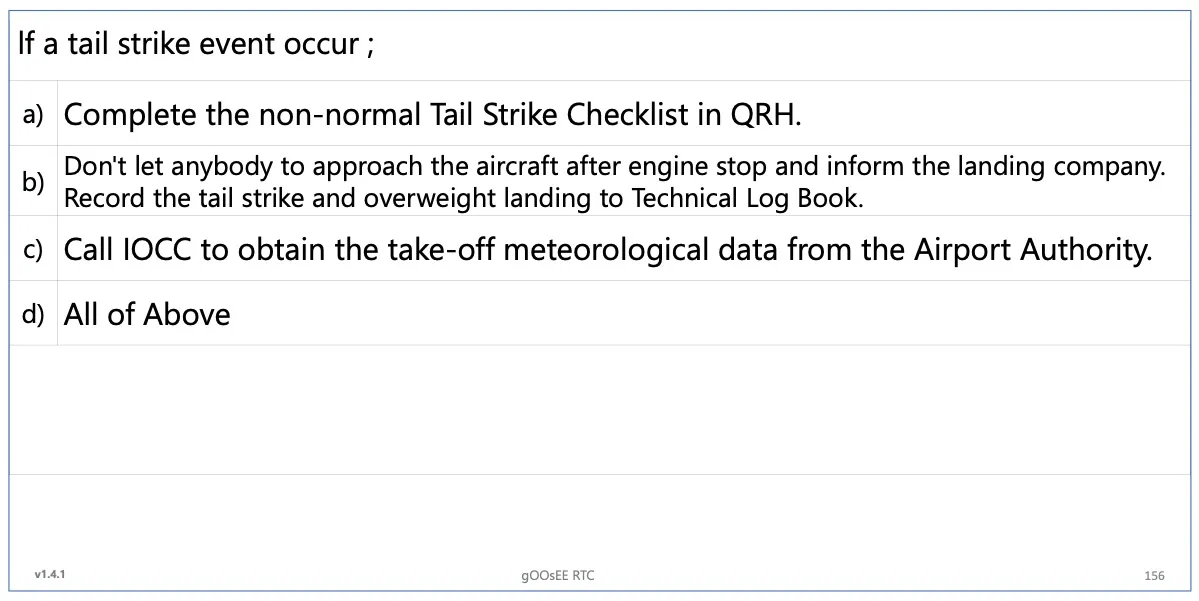 If a tail strike event occur ;
a) Complete the non-normal Tail Strike Checklist in QRH.
b) Don't let anybody to approach the aircraft after engine stop and inform the landing company.
Record the tail strike and overweight landing to Technical Log Book.
c) Call IOCC to obtain the take-off meteorological data from the Airport Authority.
d) All of Above
v1.4.1 gOOsEE RTC 156